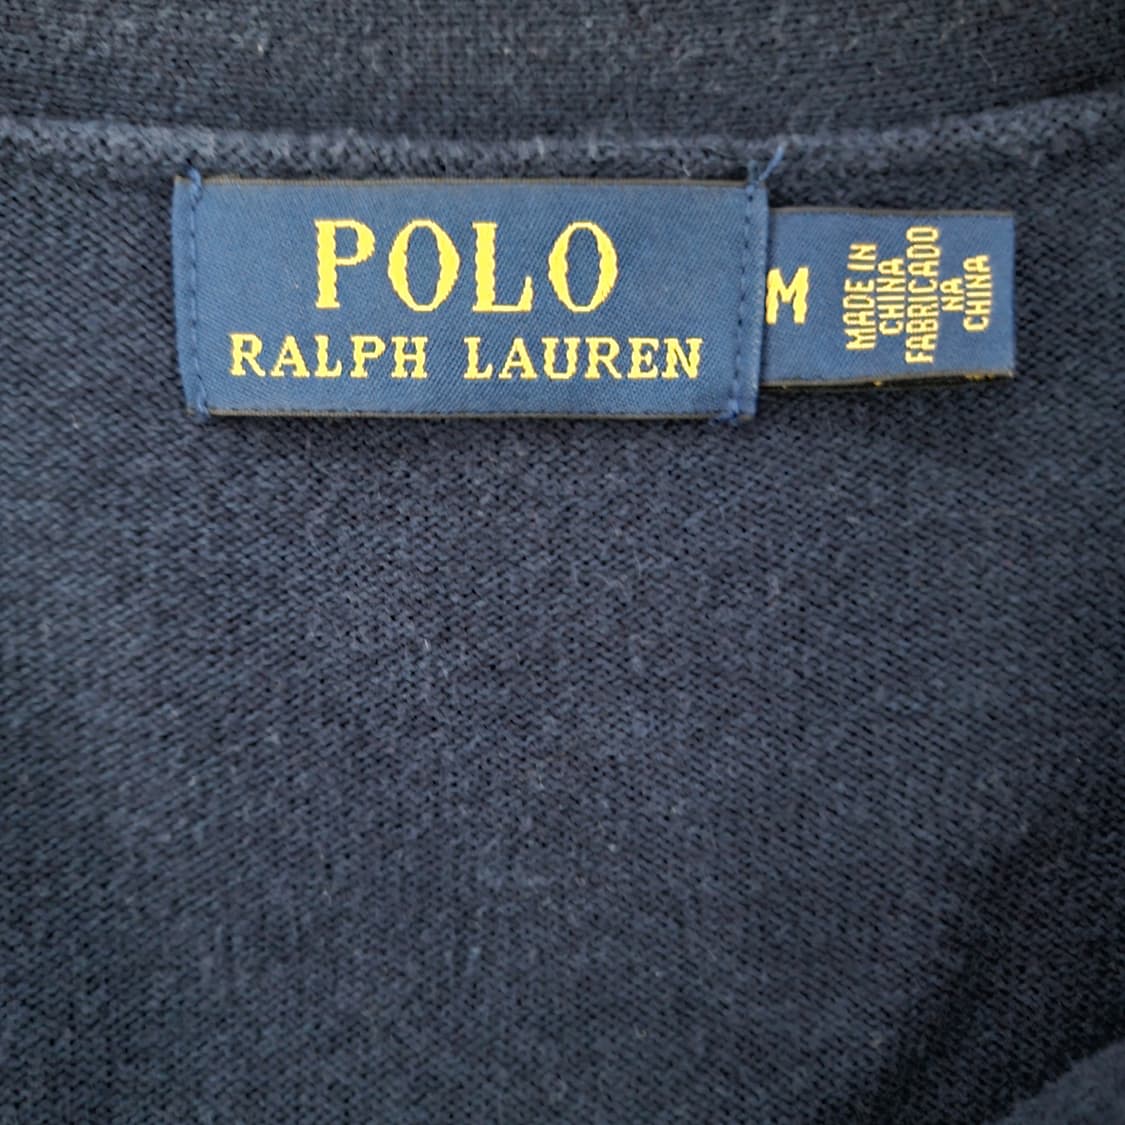 POLO
RALPH LAUREN
M
MADE IN
CHINA
FABRICADO
NA
CHINA